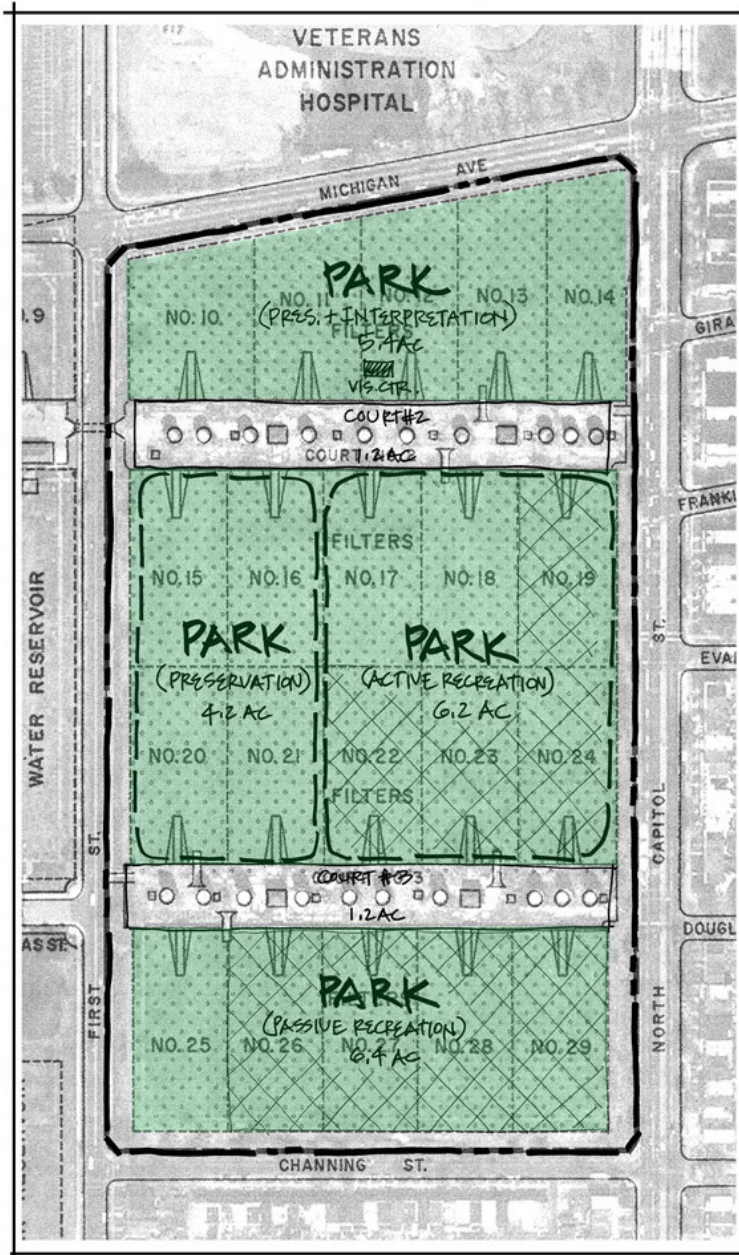 VETERANS
ADMINISTRATION
HOSPITAL
MICHIGAN AVE
PARK
(PRES. + INTERPRETATION)
5.4 AC
NO. 10
NO. 11
NO. 12
NO. 13
NO. 14
FILTERS
VIS. CTR.
.9
GIRA
COURT #2
COURT
1.2 AC
FRANKI
FILTERS
NO. 15
NO. 16
NO. 17
NO. 18
NO. 19
WATER RESERVOIR
PARK
(PRESERVATION)
4.2 AC
PARK
(ACTIVE RECREATION)
6.2 AC
ST.
EVA
NO. 20
NO. 21
NO. 22
NO. 23
NO. 24
FILTERS
ST.
CAPITOL
COURT #3
1.2 AC
AS ST.
DOUGL
FIRST
NORTH
PARK
(PASSIVE RECREATION)
6.4 AC
NO. 25
NO. 26
NO. 27
NO. 28
NO. 29
CHANNING ST.